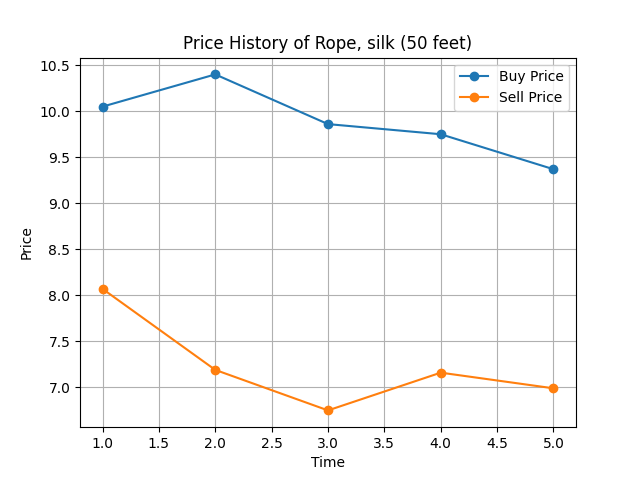 Price History of Rope, silk (50 feet)
Buy Price
Sell Price
Price
10.5
10.0
9.5
9.0
8.5
8.0
7.5
7.0
1.0 1.5 2.0 2.5 3.0 3.5 4.0 4.5 5.0
Time